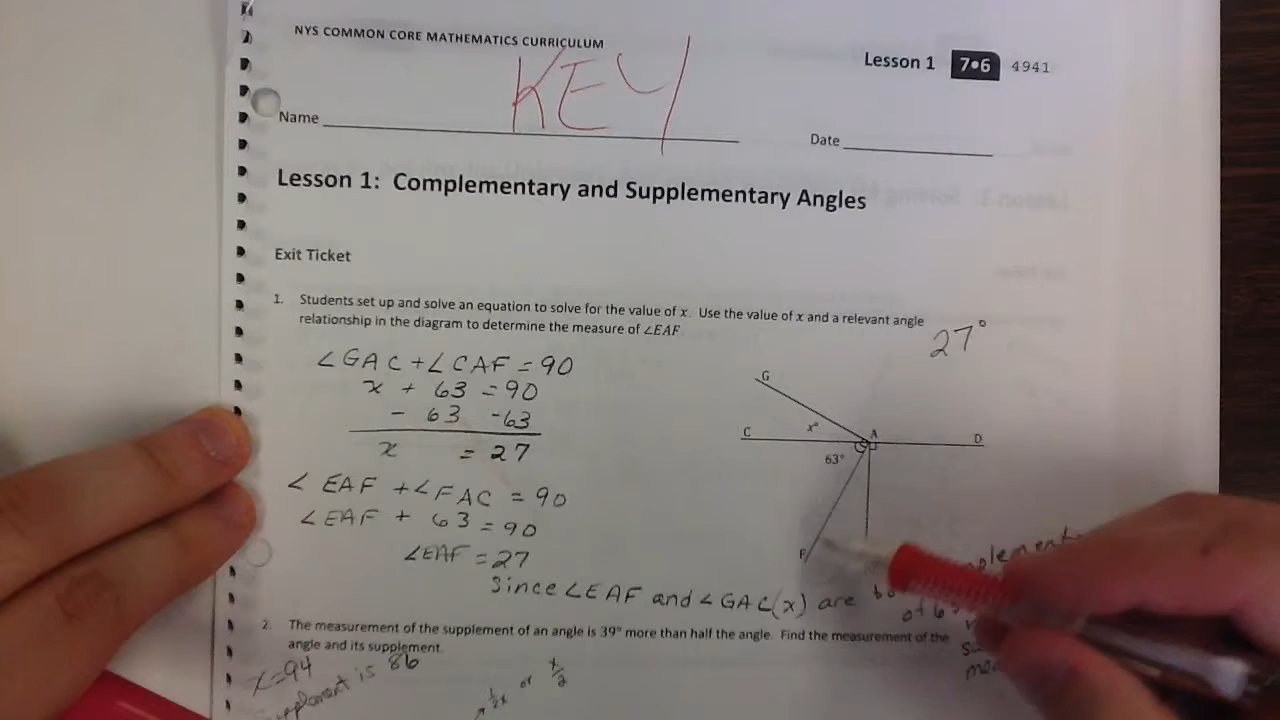 NYS COMMON CORE MATHEMATICS CURRICULUM
Lesson 1 7•6 4941
KEY
Name
Date
Lesson 1: Complementary and Supplementary Angles
Exit Ticket
1. Students set up and solve an equation to solve for the value of x. Use the value of x and a relevant angle
relationship in the diagram to determine the measure of ∠EAF.
27°
∠GAC + ∠CAF = 90
x + 63 = 90
- 63 -63
x = 27
∠EAF + ∠FAC = 90
∠EAF + 63 = 90
∠EAF = 27
Since ∠EAF and ∠GAC(x) are
G
C
x°
A
D
63°
F
2. The measurement of the supplement of an angle is 39° more than half the angle. Find the measurement of the
angle and its supplement.
x=94
supplement is 86
1/2x or x/2